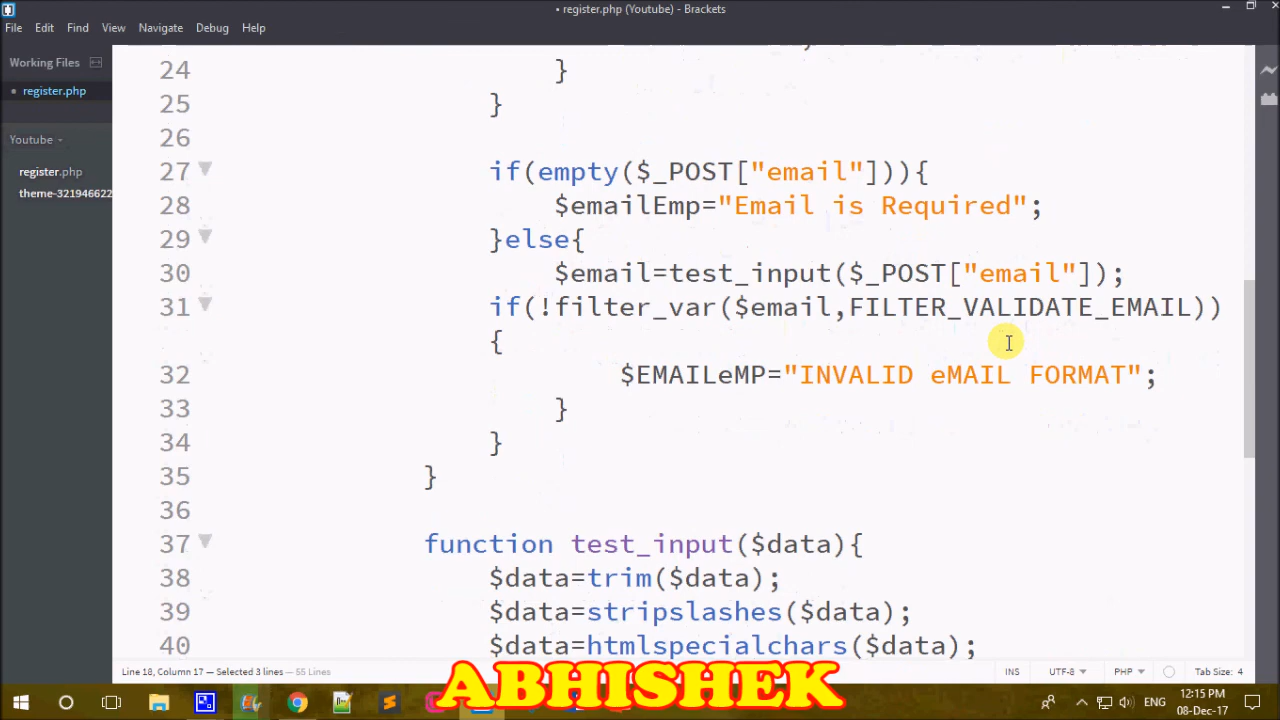 • register.php (Youtube) - Brackets
File Edit Find View Navigate Debug Help
Working Files
• register.php
Youtube
register.php
theme-321946622
24 }
25 }
26
27 if(empty($_POST["email"])){
28 $emailEmp="Email is Required";
29 }else{
30 $email=test_input($_POST["email"]);
31 if(!filter_var($email,FILTER_VALIDATE_EMAIL))
{
32 $EMAILeMP="INVALID eMAIL FORMAT";
33 }
34 }
35 }
36
37 function test_input($data){
38 $data=trim($data);
39 $data=stripslashes($data);
40 $data=htmlspecialchars($data);
Line 18, Column 17 — Selected 3 lines — 55 Lines
INS UTF-8 PHP Tab Size: 4
ABHISHEK
ENG
12:15 PM
08-Dec-17